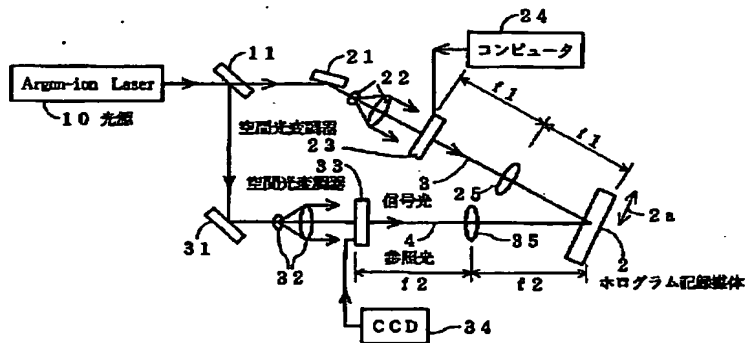 24
コンピュータ
11
21
22
Argon-ion Laser
10 光源
f1
f1
空間光変調器
23
33
3
25
空間光変調器
信号光
2a
31
32
4
35
2
参照光
f2
f2
ホログラム記録媒体
CCD
34